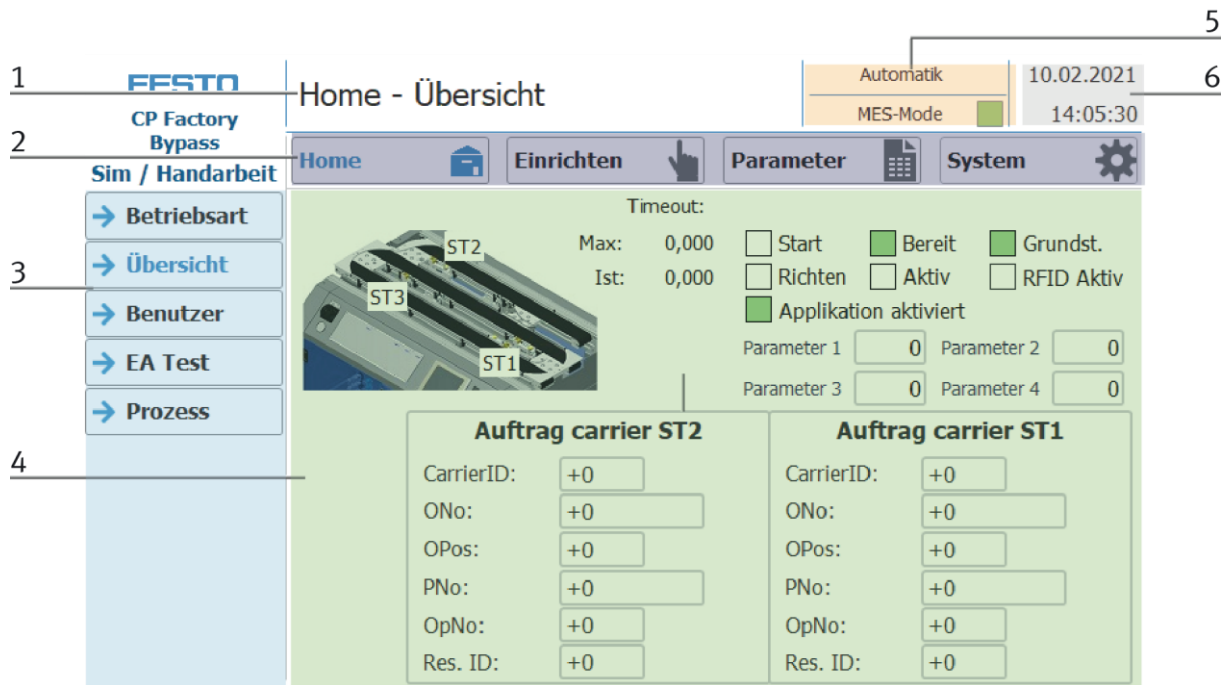 5
1
FESTO
Home - Übersicht
Automatik
10.02.2021
6
CP Factory
Bypass
MES-Mode
14:05:30
2
Sim / Handarbeit
Home
Einrichten
Parameter
System
Betriebsart
Übersicht
3
Benutzer
EA Test
Prozess
4
Timeout:
Max: 0,000
Ist: 0,000
ST2
ST3
ST1
Start Bereit Grundst.
Richten Aktiv RFID Aktiv
Applikation aktiviert
Parameter 1 0 Parameter 2 0
Parameter 3 0 Parameter 4 0
Auftrag carrier ST2
CarrierID: +0
ONo: +0
OPos: +0
PNo: +0
OpNo: +0
Res. ID: +0
Auftrag carrier ST1
CarrierID: +0
ONo: +0
OPos: +0
PNo: +0
OpNo: +0
Res. ID: +0